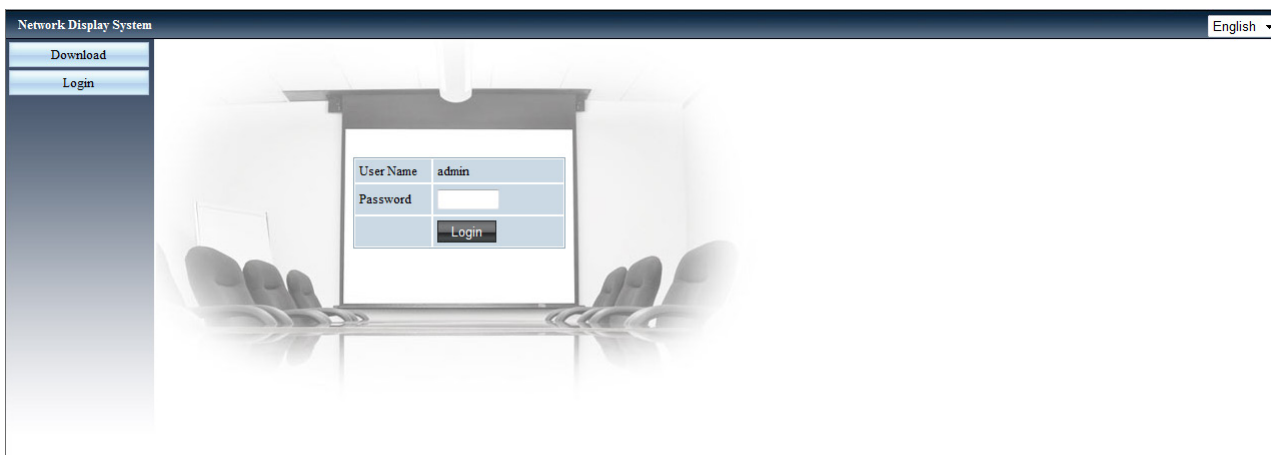 Network Display System
English
Download
Login
User Name admin
Password
Login